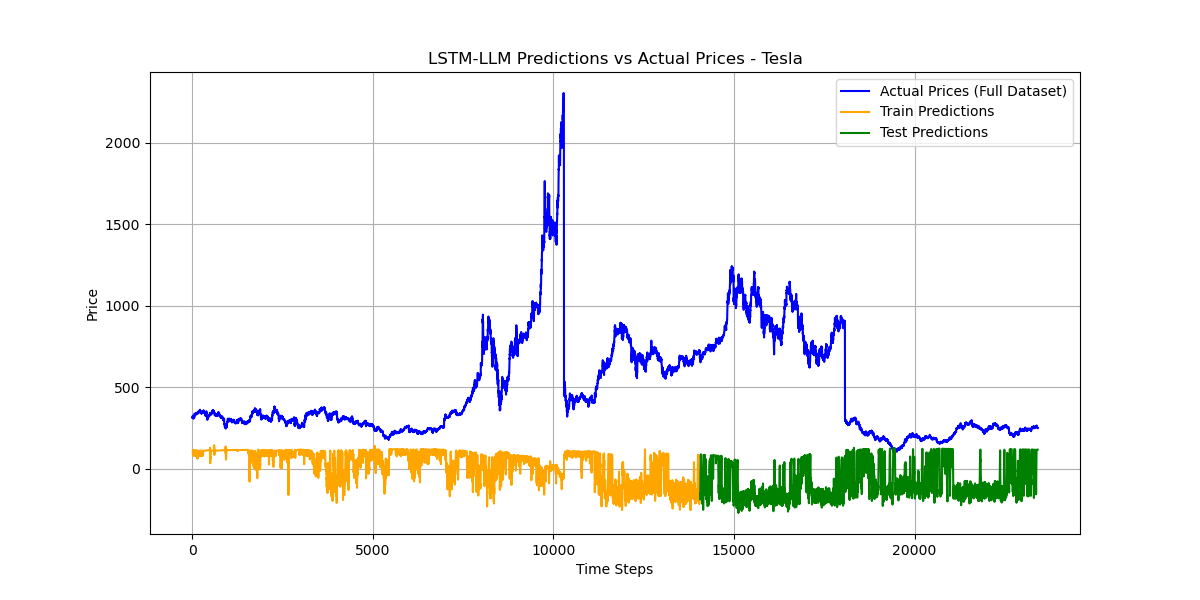 LSTM-LLM Predictions vs Actual Prices - Tesla
Actual Prices (Full Dataset)
Train Predictions
Test Predictions
Price
2000
1500
1000
500
0
0
5000
10000
15000
20000
Time Steps